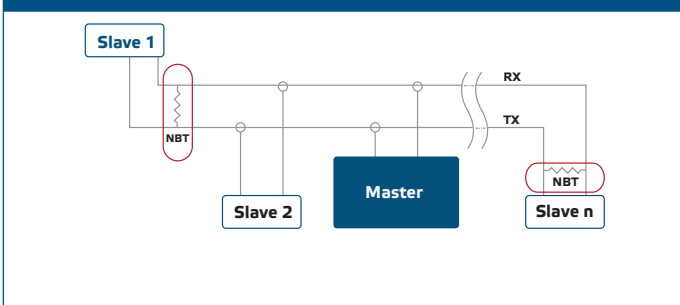 Slave 1
RX
TX
NBT
NBT
Master
Slave 2
Slave n